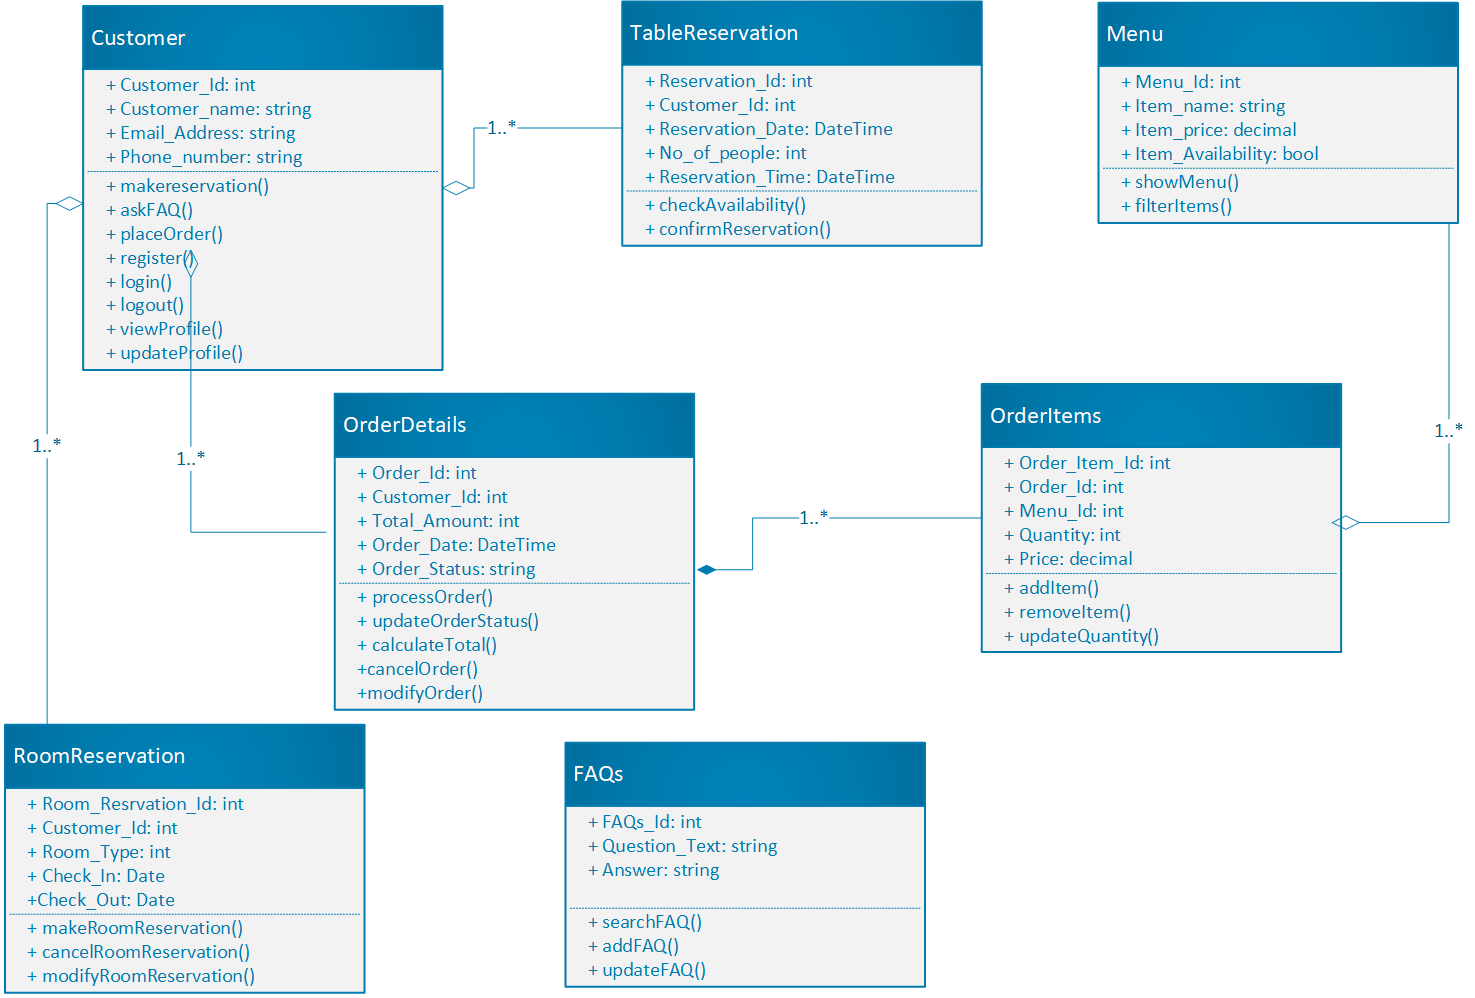 Customer
+ Customer_Id: int
+ Customer_name: string
+ Email_Address: string
+ Phone_number: string
+ makereservation()
+ askFAQ()
+ placeOrder()
+ register()
+ login()
+ logout()
+ viewProfile()
+ updateProfile()
1..*
TableReservation
+ Reservation_Id: int
+ Customer_Id: int
+ Reservation_Date: DateTime
+ No_of_people: int
+ Reservation_Time: DateTime
+ checkAvailability()
+ confirmReservation()
Menu
+ Menu_Id: int
+ Item_name: string
+ Item_price: decimal
+ Item_Availability: bool
+ showMenu()
+ filterItems()
1..*
1..*
OrderDetails
+ Order_Id: int
+ Customer_Id: int
+ Total_Amount: int
+ Order_Date: DateTime
+ Order_Status: string
+ processOrder()
+ updateOrderStatus()
+ calculateTotal()
+cancelOrder()
+modifyOrder()
1..*
OrderItems
+ Order_Item_Id: int
+ Order_Id: int
+ Menu_Id: int
+ Quantity: int
+ Price: decimal
+ addItem()
+ removeItem()
+ updateQuantity()
1..*
RoomReservation
+ Room_Resrvation_Id: int
+ Customer_Id: int
+ Room_Type: int
+ Check_In: Date
+Check_Out: Date
+ makeRoomReservation()
+ cancelRoomReservation()
+ modifyRoomReservation()
FAQs
+ FAQs_Id: int
+ Question_Text: string
+ Answer: string
+ searchFAQ()
+ addFAQ()
+ updateFAQ()